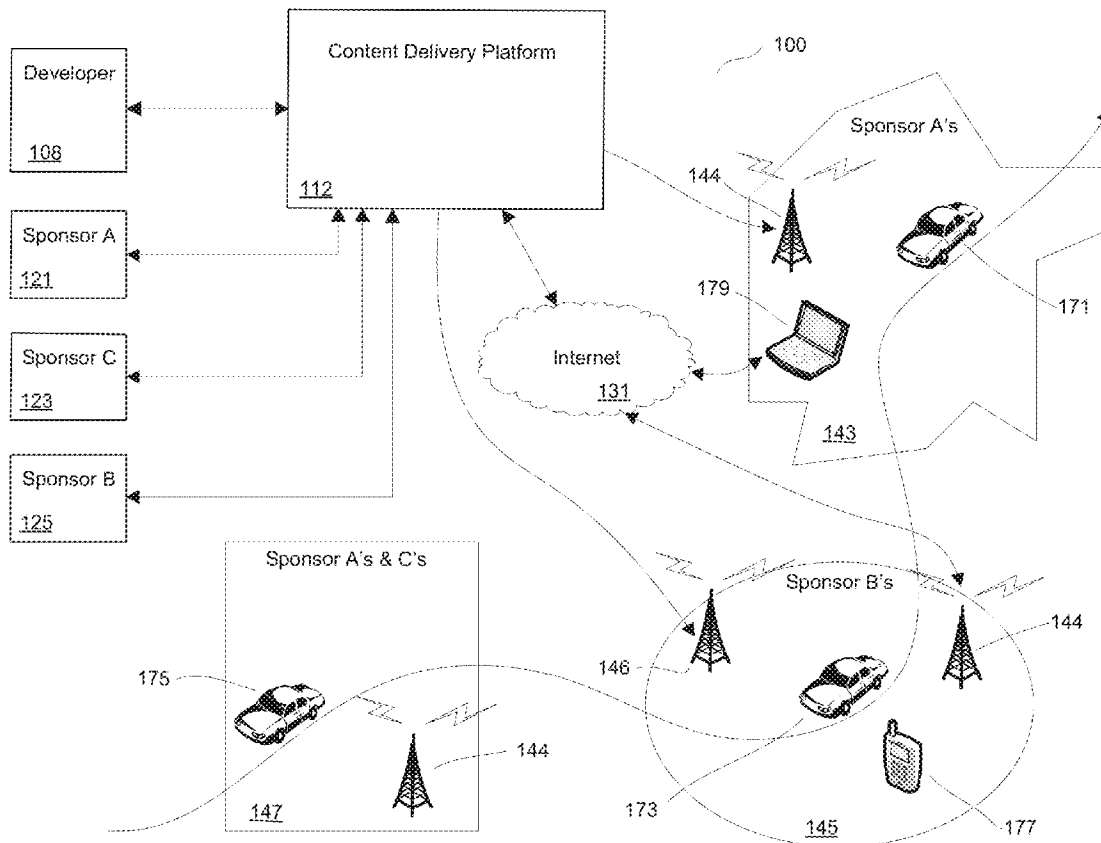 Content Delivery Platform
112
100
Developer
108
Sponsor A
121
Sponsor C
123
Sponsor B
125
Internet
131
Sponsor A's
144
171
179
143
Sponsor A's & C's
175
144
147
Sponsor B's
146
144
173
177
145